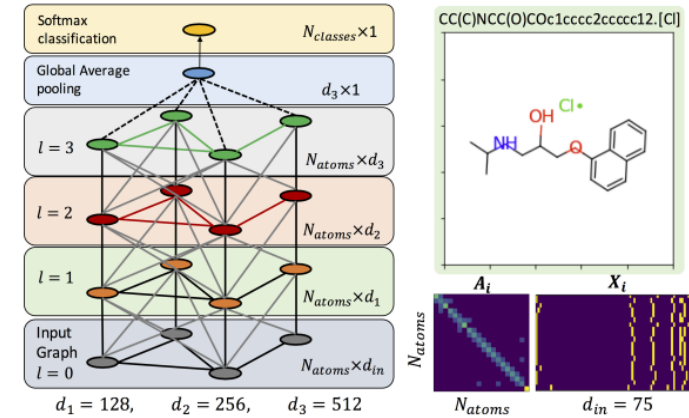 Softmax
classification
N_classes×1
Global Average
pooling
d_3×1
l = 3
N_atoms×d_3
l = 2
N_atoms×d_2
l = 1
N_atoms×d_1
Input
Graph
l = 0
N_atoms×d_in
d_1 = 128, d_2 = 256, d_3 = 512
CC(C)NCC(O)COc1cccc2ccccc12.[Cl]
Cl•
OH
NH
O
A_i
X_i
N_atoms
N_atoms
d_in = 75